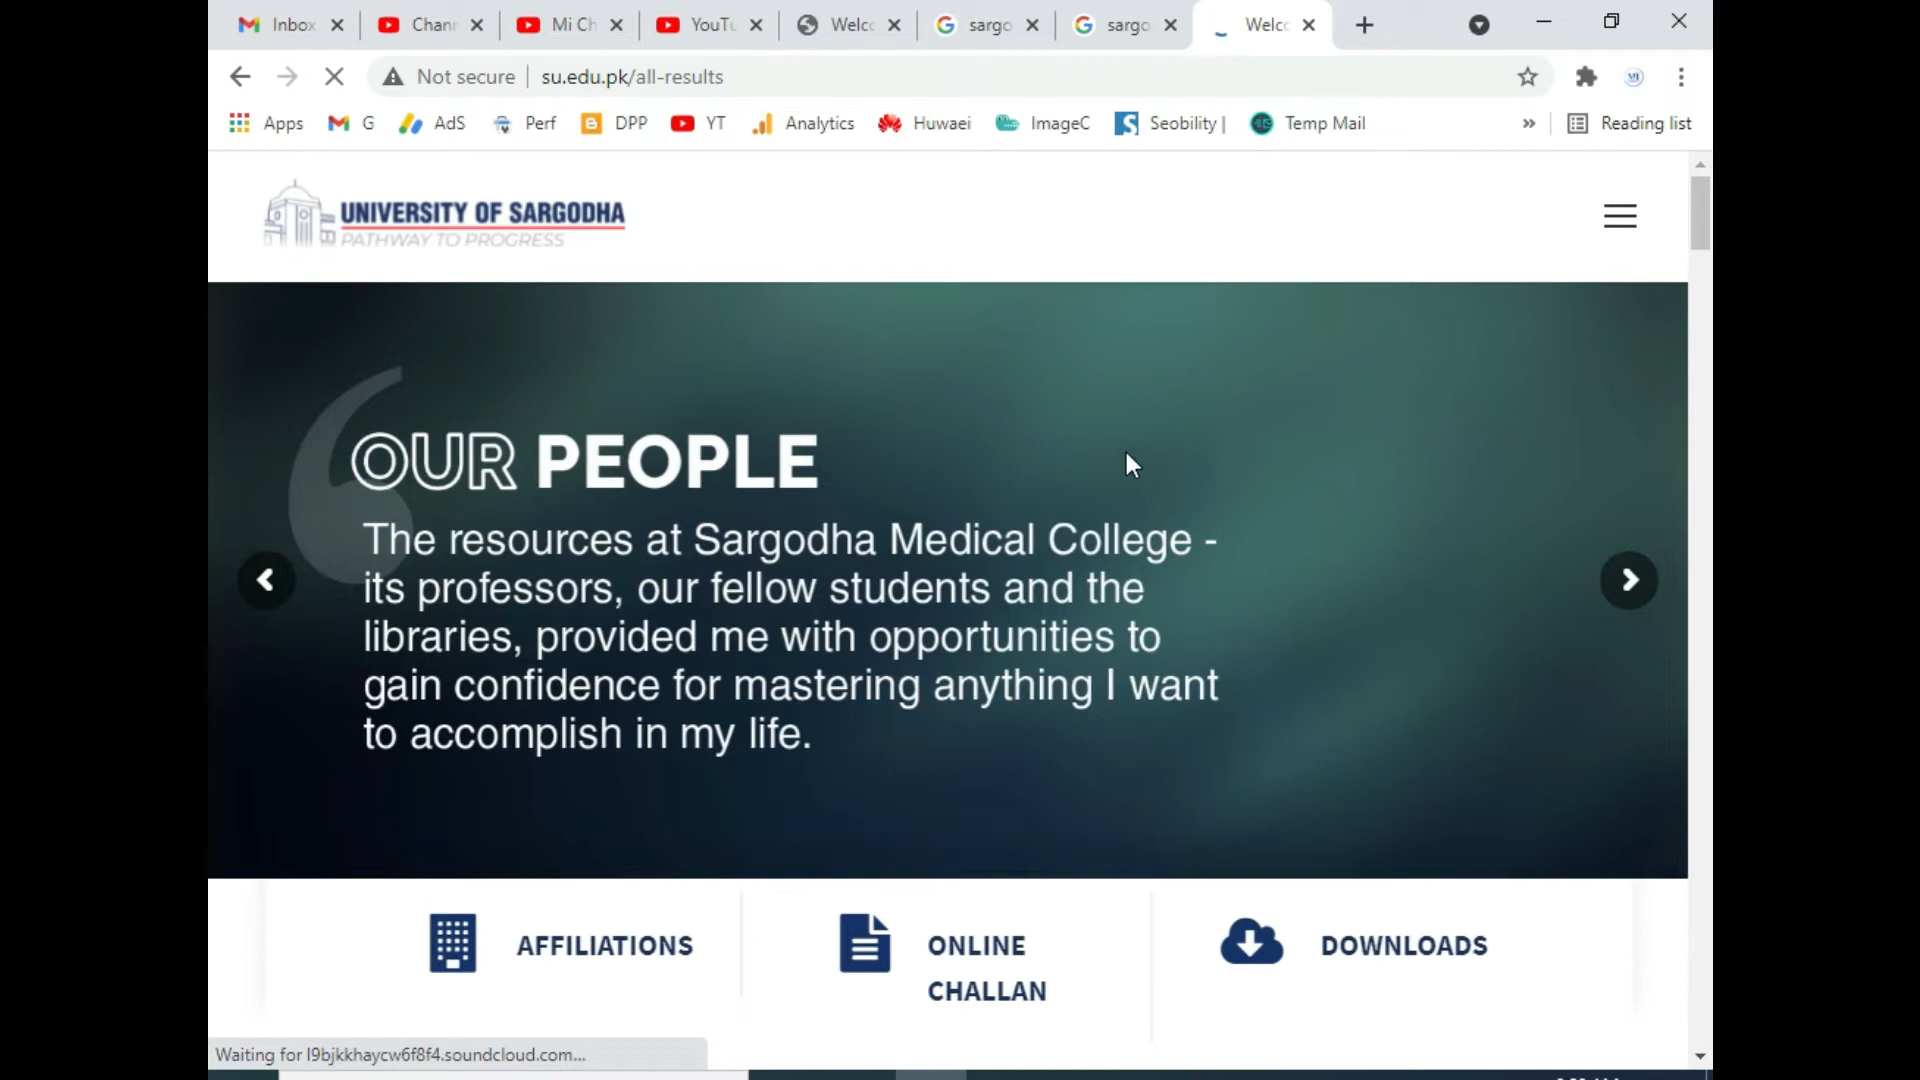 Inbox
Chann
Mi Ch
YouTu
Welco
sargo
sargo
Welco
Not secure
su.edu.pk/all-results
Apps
G
AdS
Perf
DPP
YT
Analytics
Huwaei
ImageC
Seobility |
Temp Mail
»
Reading list
UNIVERSITY OF SARGODHA
PATHWAY TO PROGRESS
OUR PEOPLE
The resources at Sargodha Medical College -
its professors, our fellow students and the
libraries, provided me with opportunities to
gain confidence for mastering anything I want
to accomplish in my life.
AFFILIATIONS
ONLINE
CHALLAN
DOWNLOADS
Waiting for l9bjkkhaycw6f8f4.soundcloud.com...